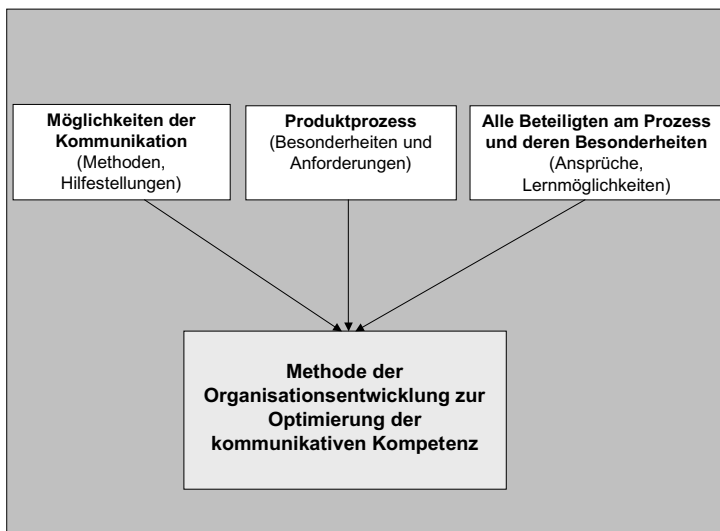 Möglichkeiten der
Kommunikation
(Methoden,
Hilfestellungen)
Produktprozess
(Besonderheiten und
Anforderungen)
Alle Beteiligten am Prozess
und deren Besonderheiten
(Ansprüche,
Lernmöglichkeiten)
Methode der
Organisationsentwicklung zur
Optimierung der
kommunikativen Kompetenz